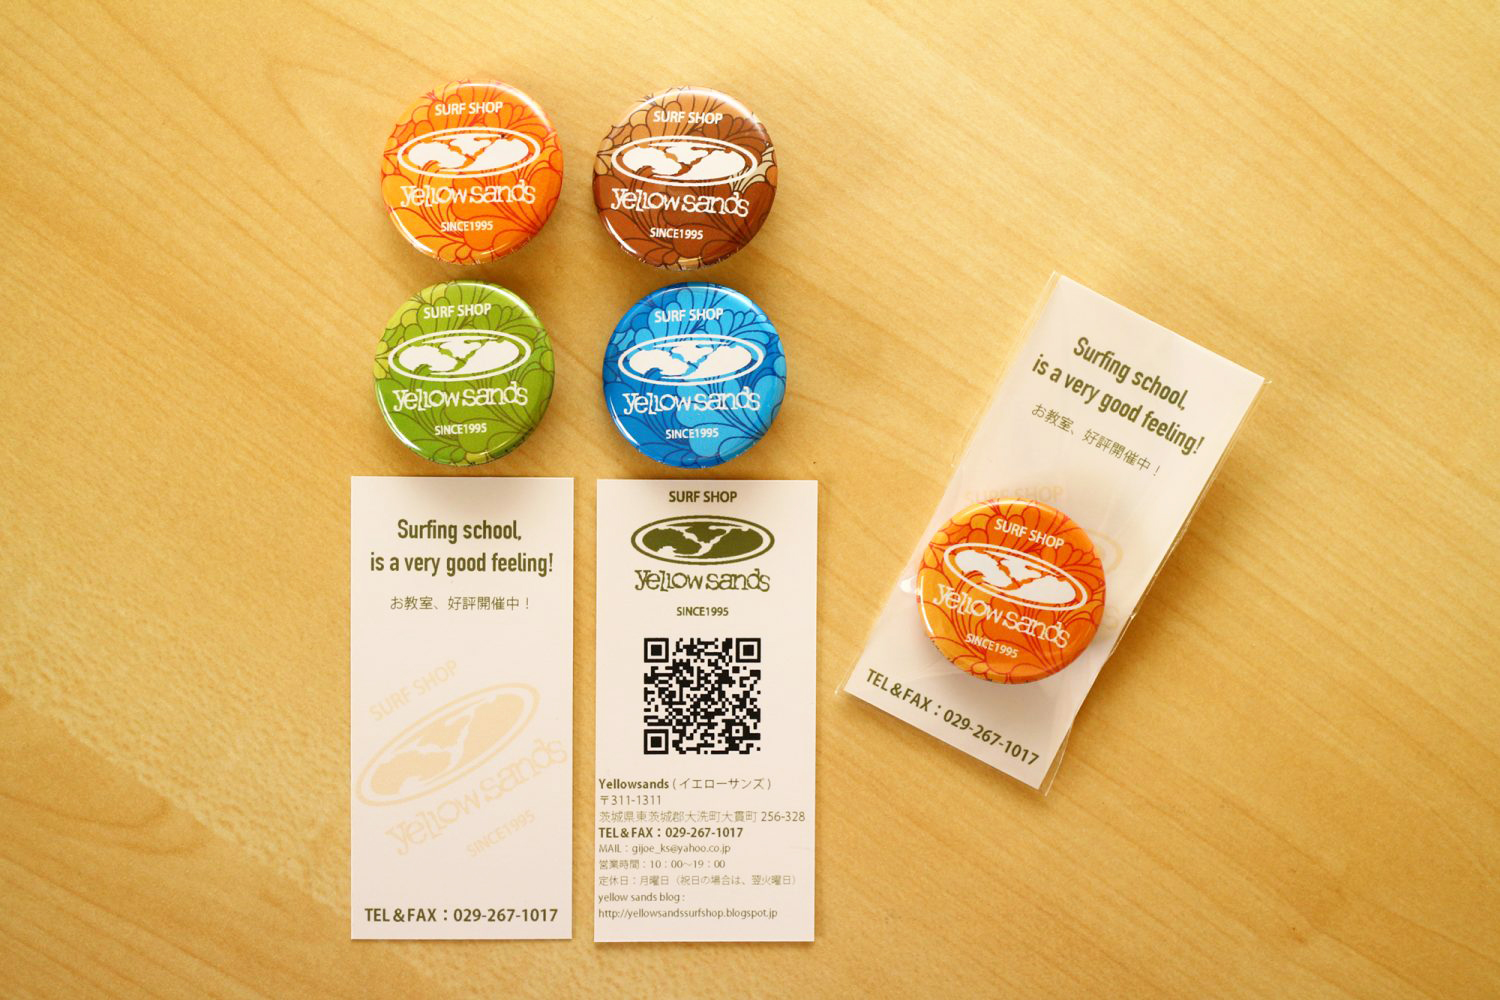 SURF SHOP
yellow sands
SINCE1995
SURF SHOP
yellow sands
SINCE1995
SURF SHOP
yellow sands
SINCE1995
SURF SHOP
yellow sands
SINCE1995
Surfing school,
is a very good feeling!
お教室、好評開催中！
SURF SHOP
yellow sands
SINCE1995
TEL＆FAX：029-267-1017
SURF SHOP
yellow sands
SINCE1995
Yellowsands ( イエローサンズ )
〒311-1311
茨城県東茨城郡大洗町大貫町 256-328
TEL＆FAX：029-267-1017
MAIL：gijoe_ks@yahoo.co.jp
営業時間：10：00～19：00
定休日：月曜日（祝日の場合は、翌火曜日）
yellow sands blog :
http://yellowsandssurfshop.blogspot.jp
Surfing school,
is a very good feeling!
お教室、好評開催中！
SURF SHOP
SURF SHOP
yellow sands
SINCE1995
TEL＆FAX：029-267-1017